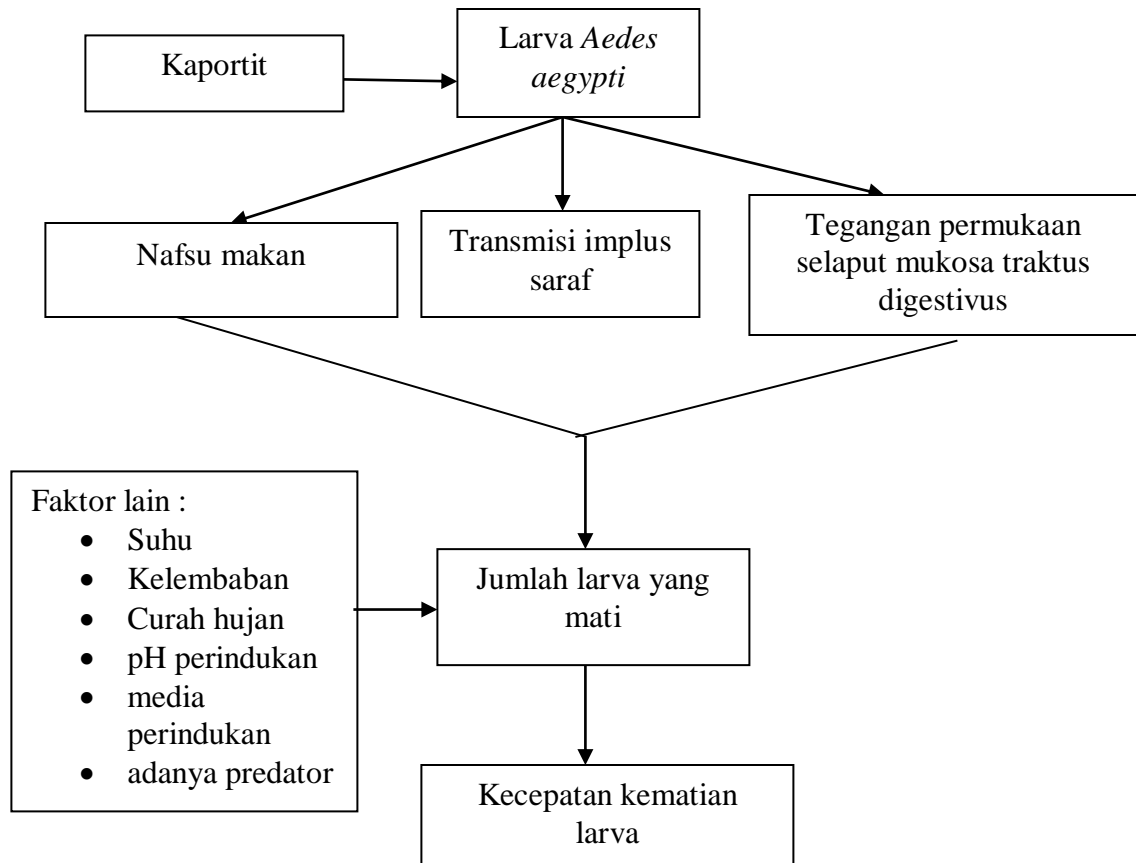 Kaportit
Larva Aedes
aegypti
Nafsu makan
Transmisi implus
saraf
Tegangan permukaan
selaput mukosa traktus
digestivus
Faktor lain :
• Suhu
• Kelembaban
• Curah hujan
• pH perindukan
• media
perindukan
• adanya predator
Jumlah larva yang
mati
Kecepatan kematian
larva